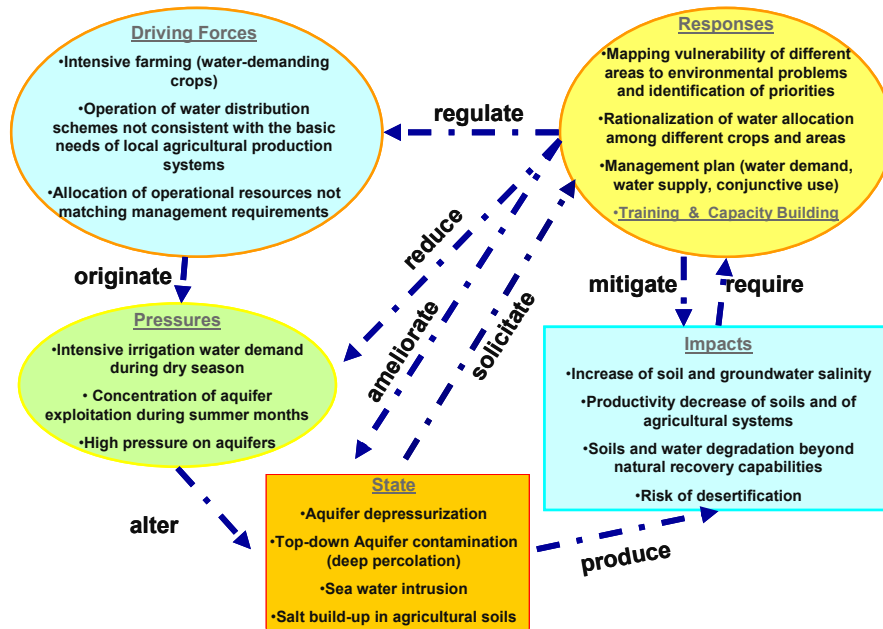 Driving Forces
•Intensive farming (water-demanding
crops)
•Operation of water distribution
schemes not consistent with the basic
needs of local agricultural production
systems
•Allocation of operational resources not
matching management requirements
regulate
Responses
•Mapping vulnerability of different
areas to environmental problems
and identification of priorities
•Rationalization of water allocation
among different crops and areas
•Management plan (water demand,
water supply, conjunctive use)
•Training & Capacity Building
originate
reduce
ameliorate
solicitate
mitigate
require
Pressures
•Intensive irrigation water demand
during dry season
• Concentration of aquifer
exploitation during summer months
•High pressure on aquifers
Impacts
•Increase of soil and groundwater salinity
•Productivity decrease of soils and of
agricultural systems
•Soils and water degradation beyond
natural recovery capabilities
•Risk of desertification
alter
State
•Aquifer depressurization
•Top-down Aquifer contamination
(deep percolation)
•Sea water intrusion
•Salt build-up in agricultural soils
produce